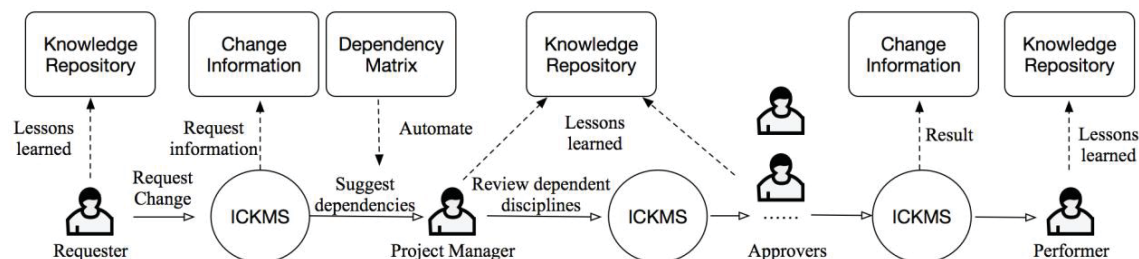 Knowledge
Repository
Change
Information
Dependency
Matrix
Knowledge
Repository
Change
Information
Knowledge
Repository
Lessons
learned
Request
information
Automate
Lessons
learned
Result
Lessons
learned
Request
Change
ICKMS
Suggest
dependencies
Review dependent
disciplines
ICKMS
......
ICKMS
Requester
Project Manager
Approvers
Performer